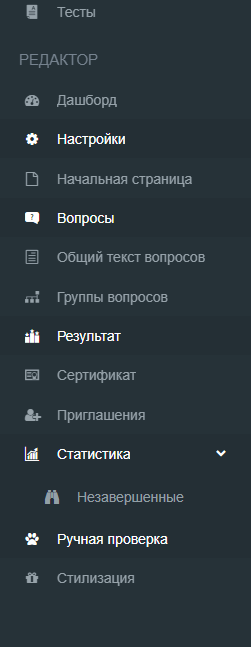 Тесты
РЕДАКТОР
Дашборд
Настройки
Начальная страница
Вопросы
Общий текст вопросов
Группы вопросов
Результат
Сертификат
Приглашения
Статистика
Незавершенные
Ручная проверка
Стилизация